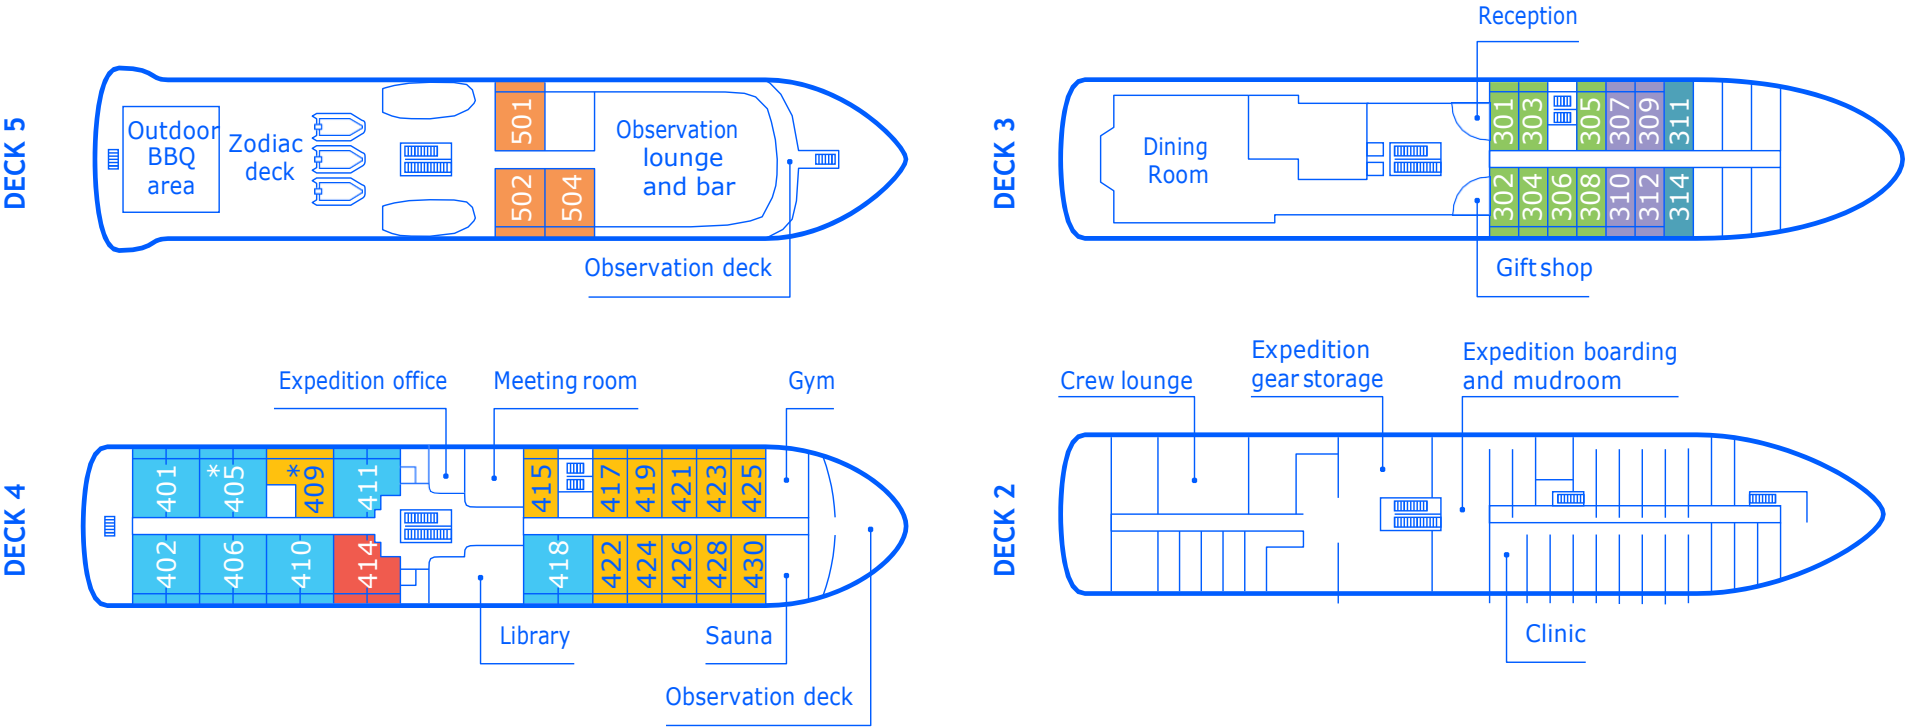 DECK 5
Outdoor
BBQ
area
Zodiac
deck
501
502
504
Observation
lounge
and bar
Observation deck
DECK 3
Reception
Dining
Room
301
303
305
307
309
311
302
304
306
308
310
312
314
Gift shop
DECK 4
Expedition office
Meeting room
Gym
401
*405
*409
411
415
417
419
421
423
425
402
406
410
414
418
422
424
426
428
430
Library
Sauna
Observation deck
DECK 2
Crew lounge
Expedition
gear storage
Expedition boarding
and mudroom
Clinic